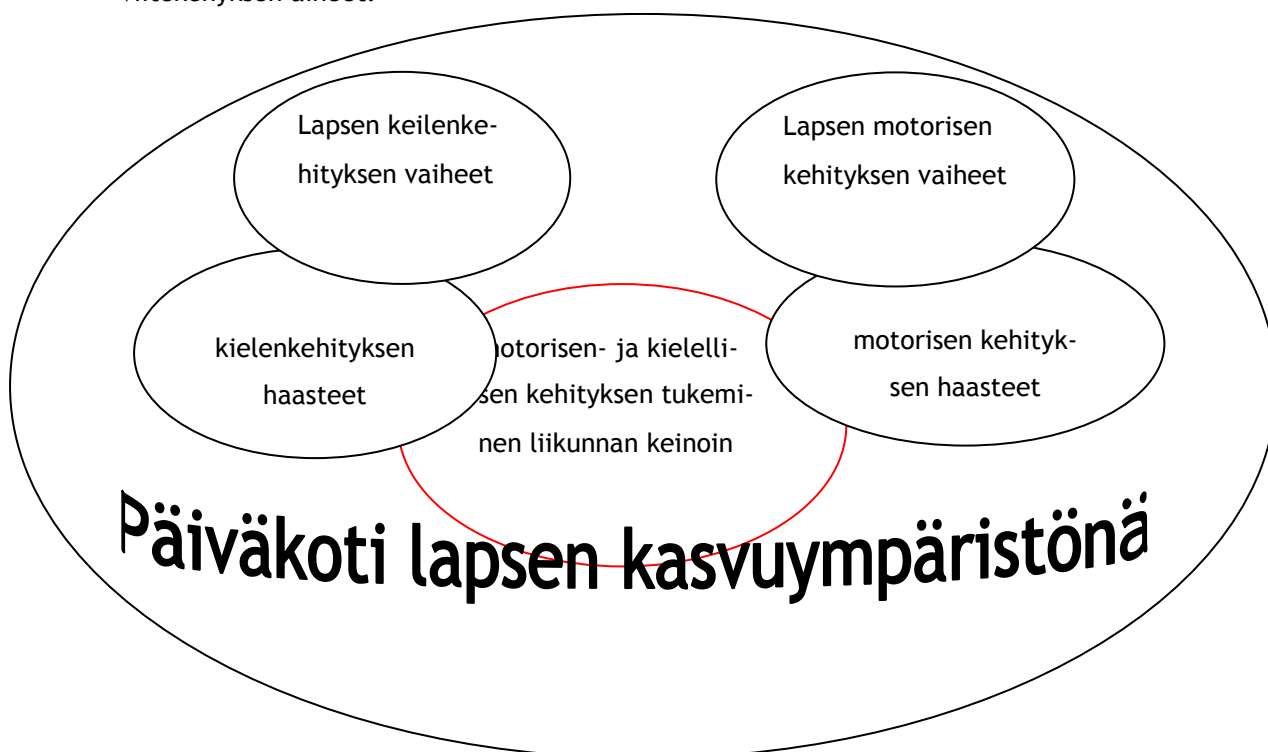 Lapsen keilenke-
hityksen vaiheet
Lapsen motorisen
kehityksen vaiheet
kielenkehityksen
haasteet
motorisen- ja kielelli-
sen kehityksen tukemi-
nen liikunnan keinoin
motorisen kehityk-
sen haasteet
Päiväkoti lapsen kasvuympäristönä